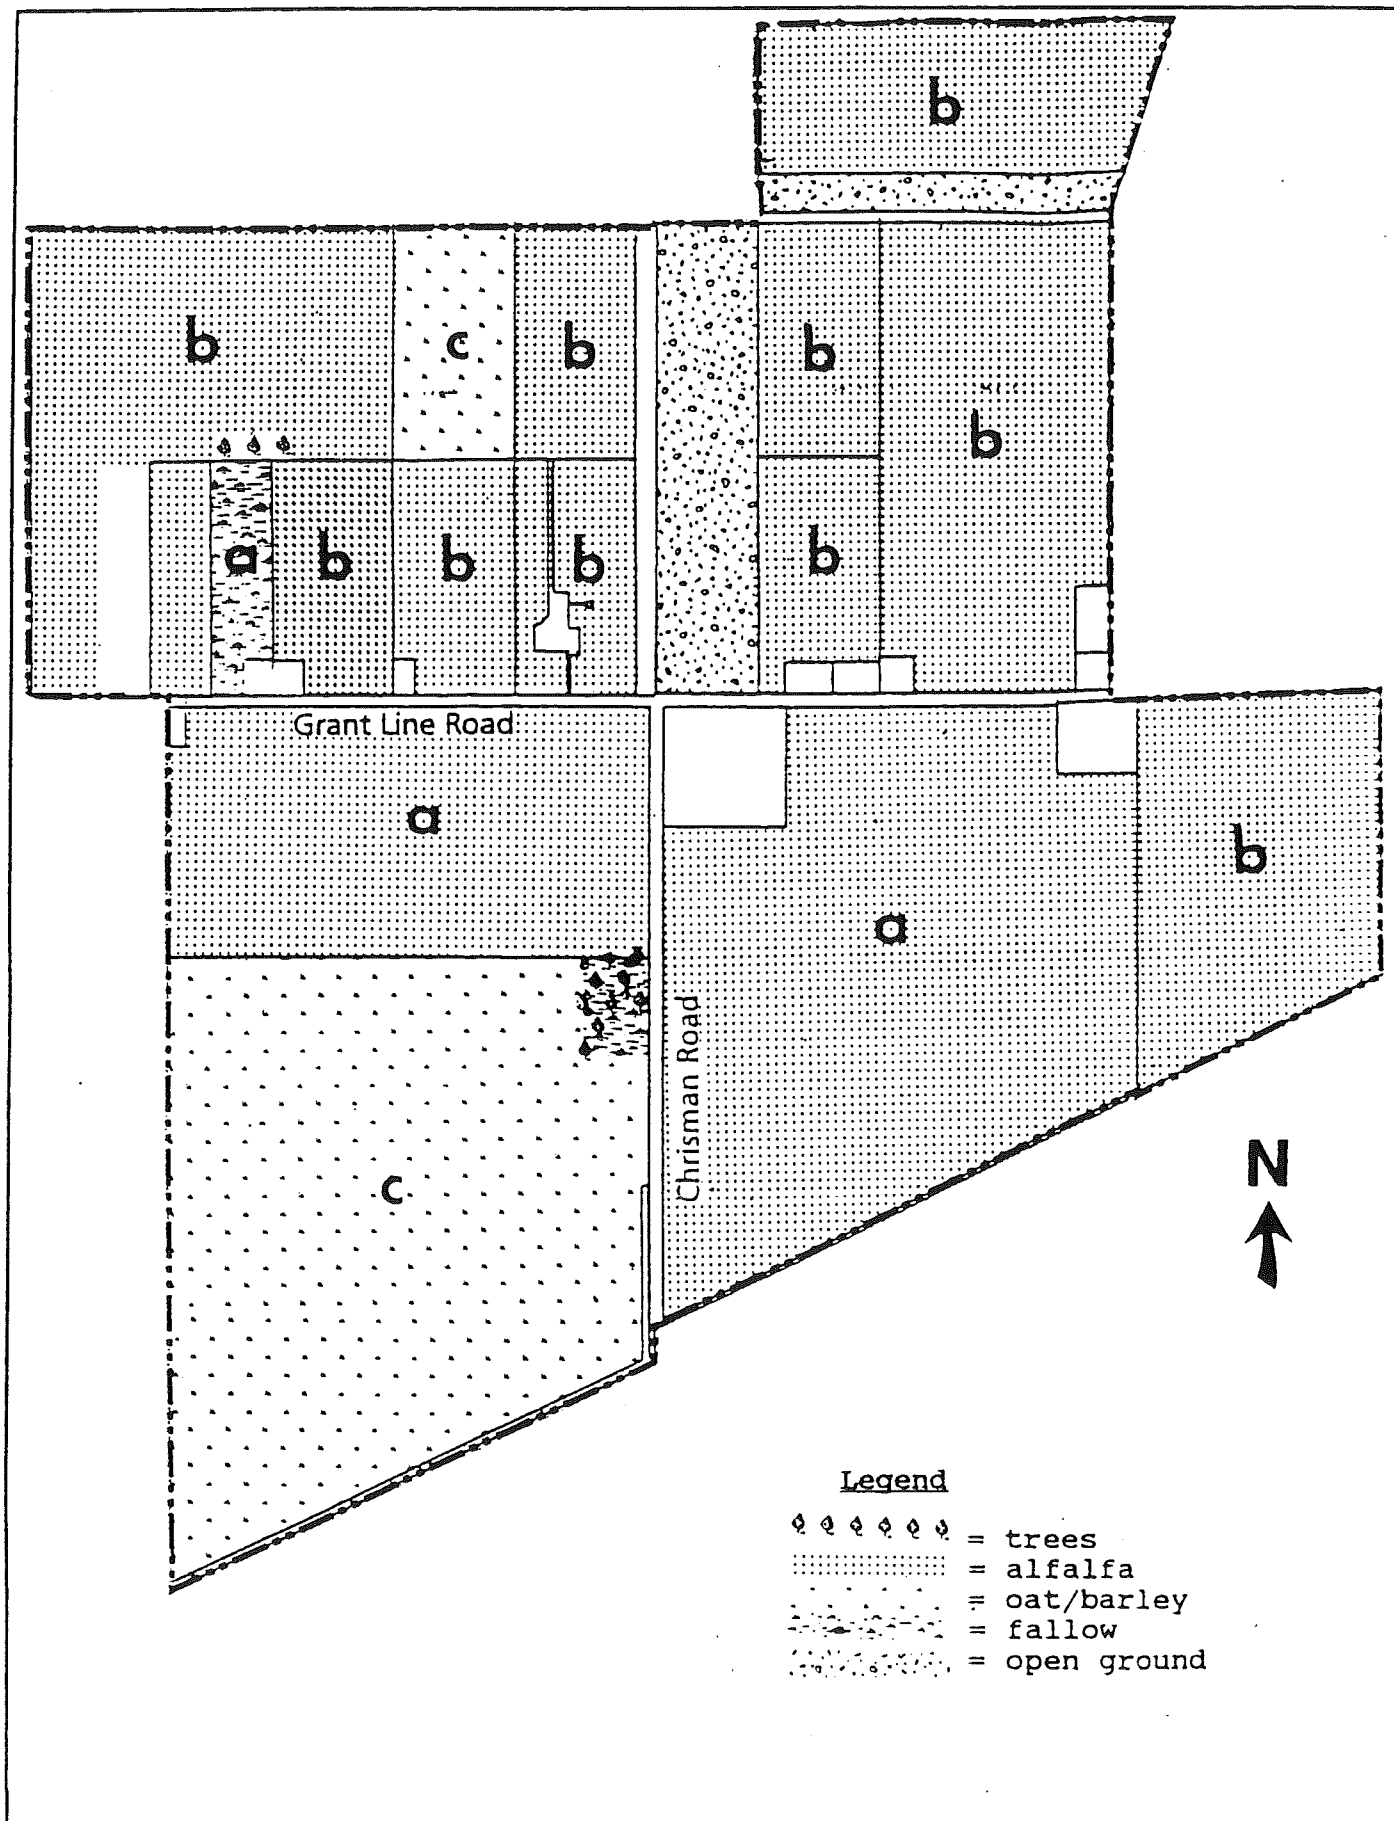 b
b
c
b
b
b
a
b
b
b
b
Grant Line Road
a
b
a
Chrisman Road
c
N
Legend
= trees
= alfalfa
= oat/barley
= fallow
= open ground